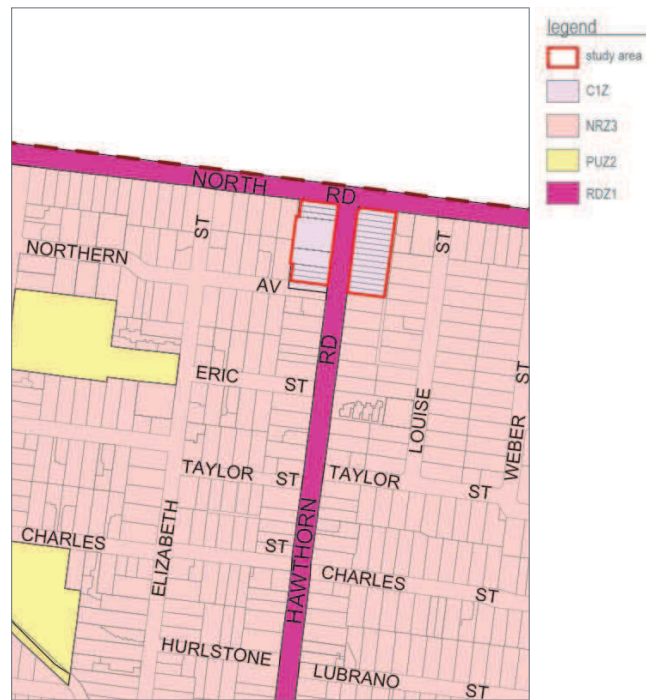 legend
study area
C1Z
NRZ3
PUZ2
RDZ1
NORTH RD
ST
ST
NORTHERN AV
RD
ERIC ST
ST
LOUISE
WEBER
TAYLOR ST
TAYLOR ST
ELIZABETH
HAWTHORN
CHARLES ST
CHARLES ST
HURLSTONE
LUBRANO ST